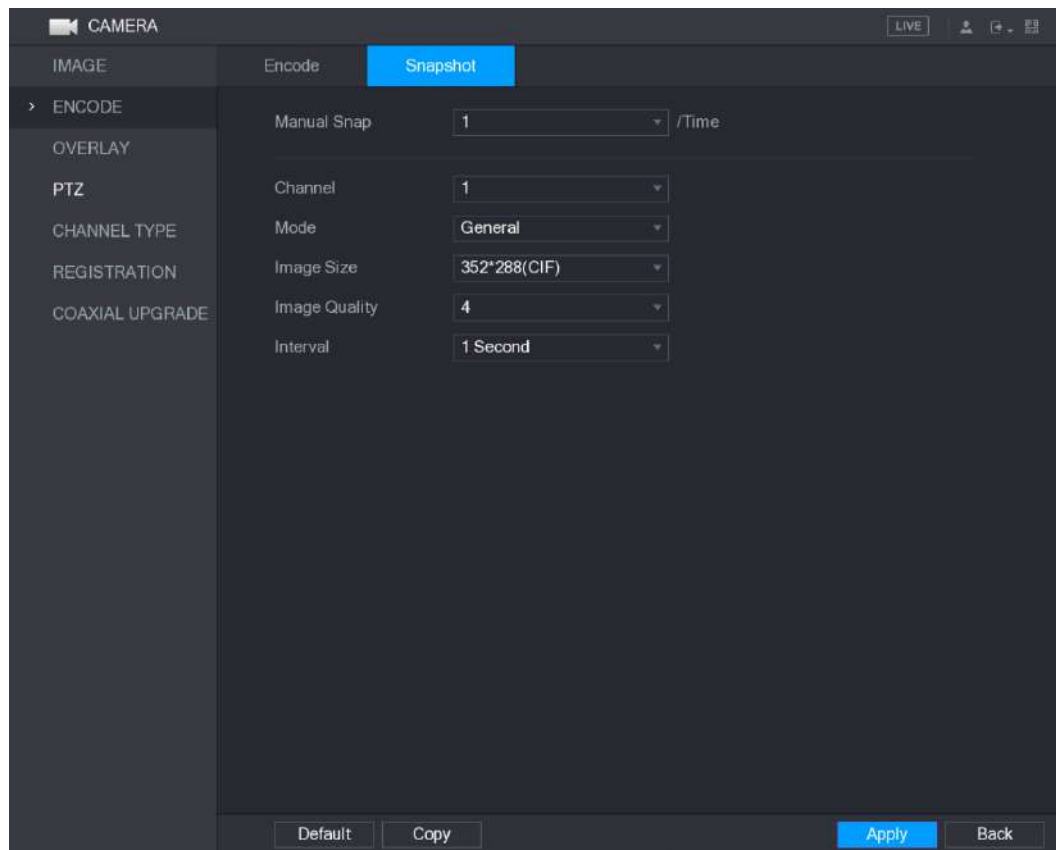 CAMERA LIVE
IMAGE Encode Snapshot
> ENCODE Manual Snap 1 /Time
OVERLAY
PTZ Channel 1
CHANNEL TYPE Mode General
REGISTRATION Image Size 352*288(CIF)
COAXIAL UPGRADE Image Quality 4
Interval 1 Second
Default Copy Apply Back